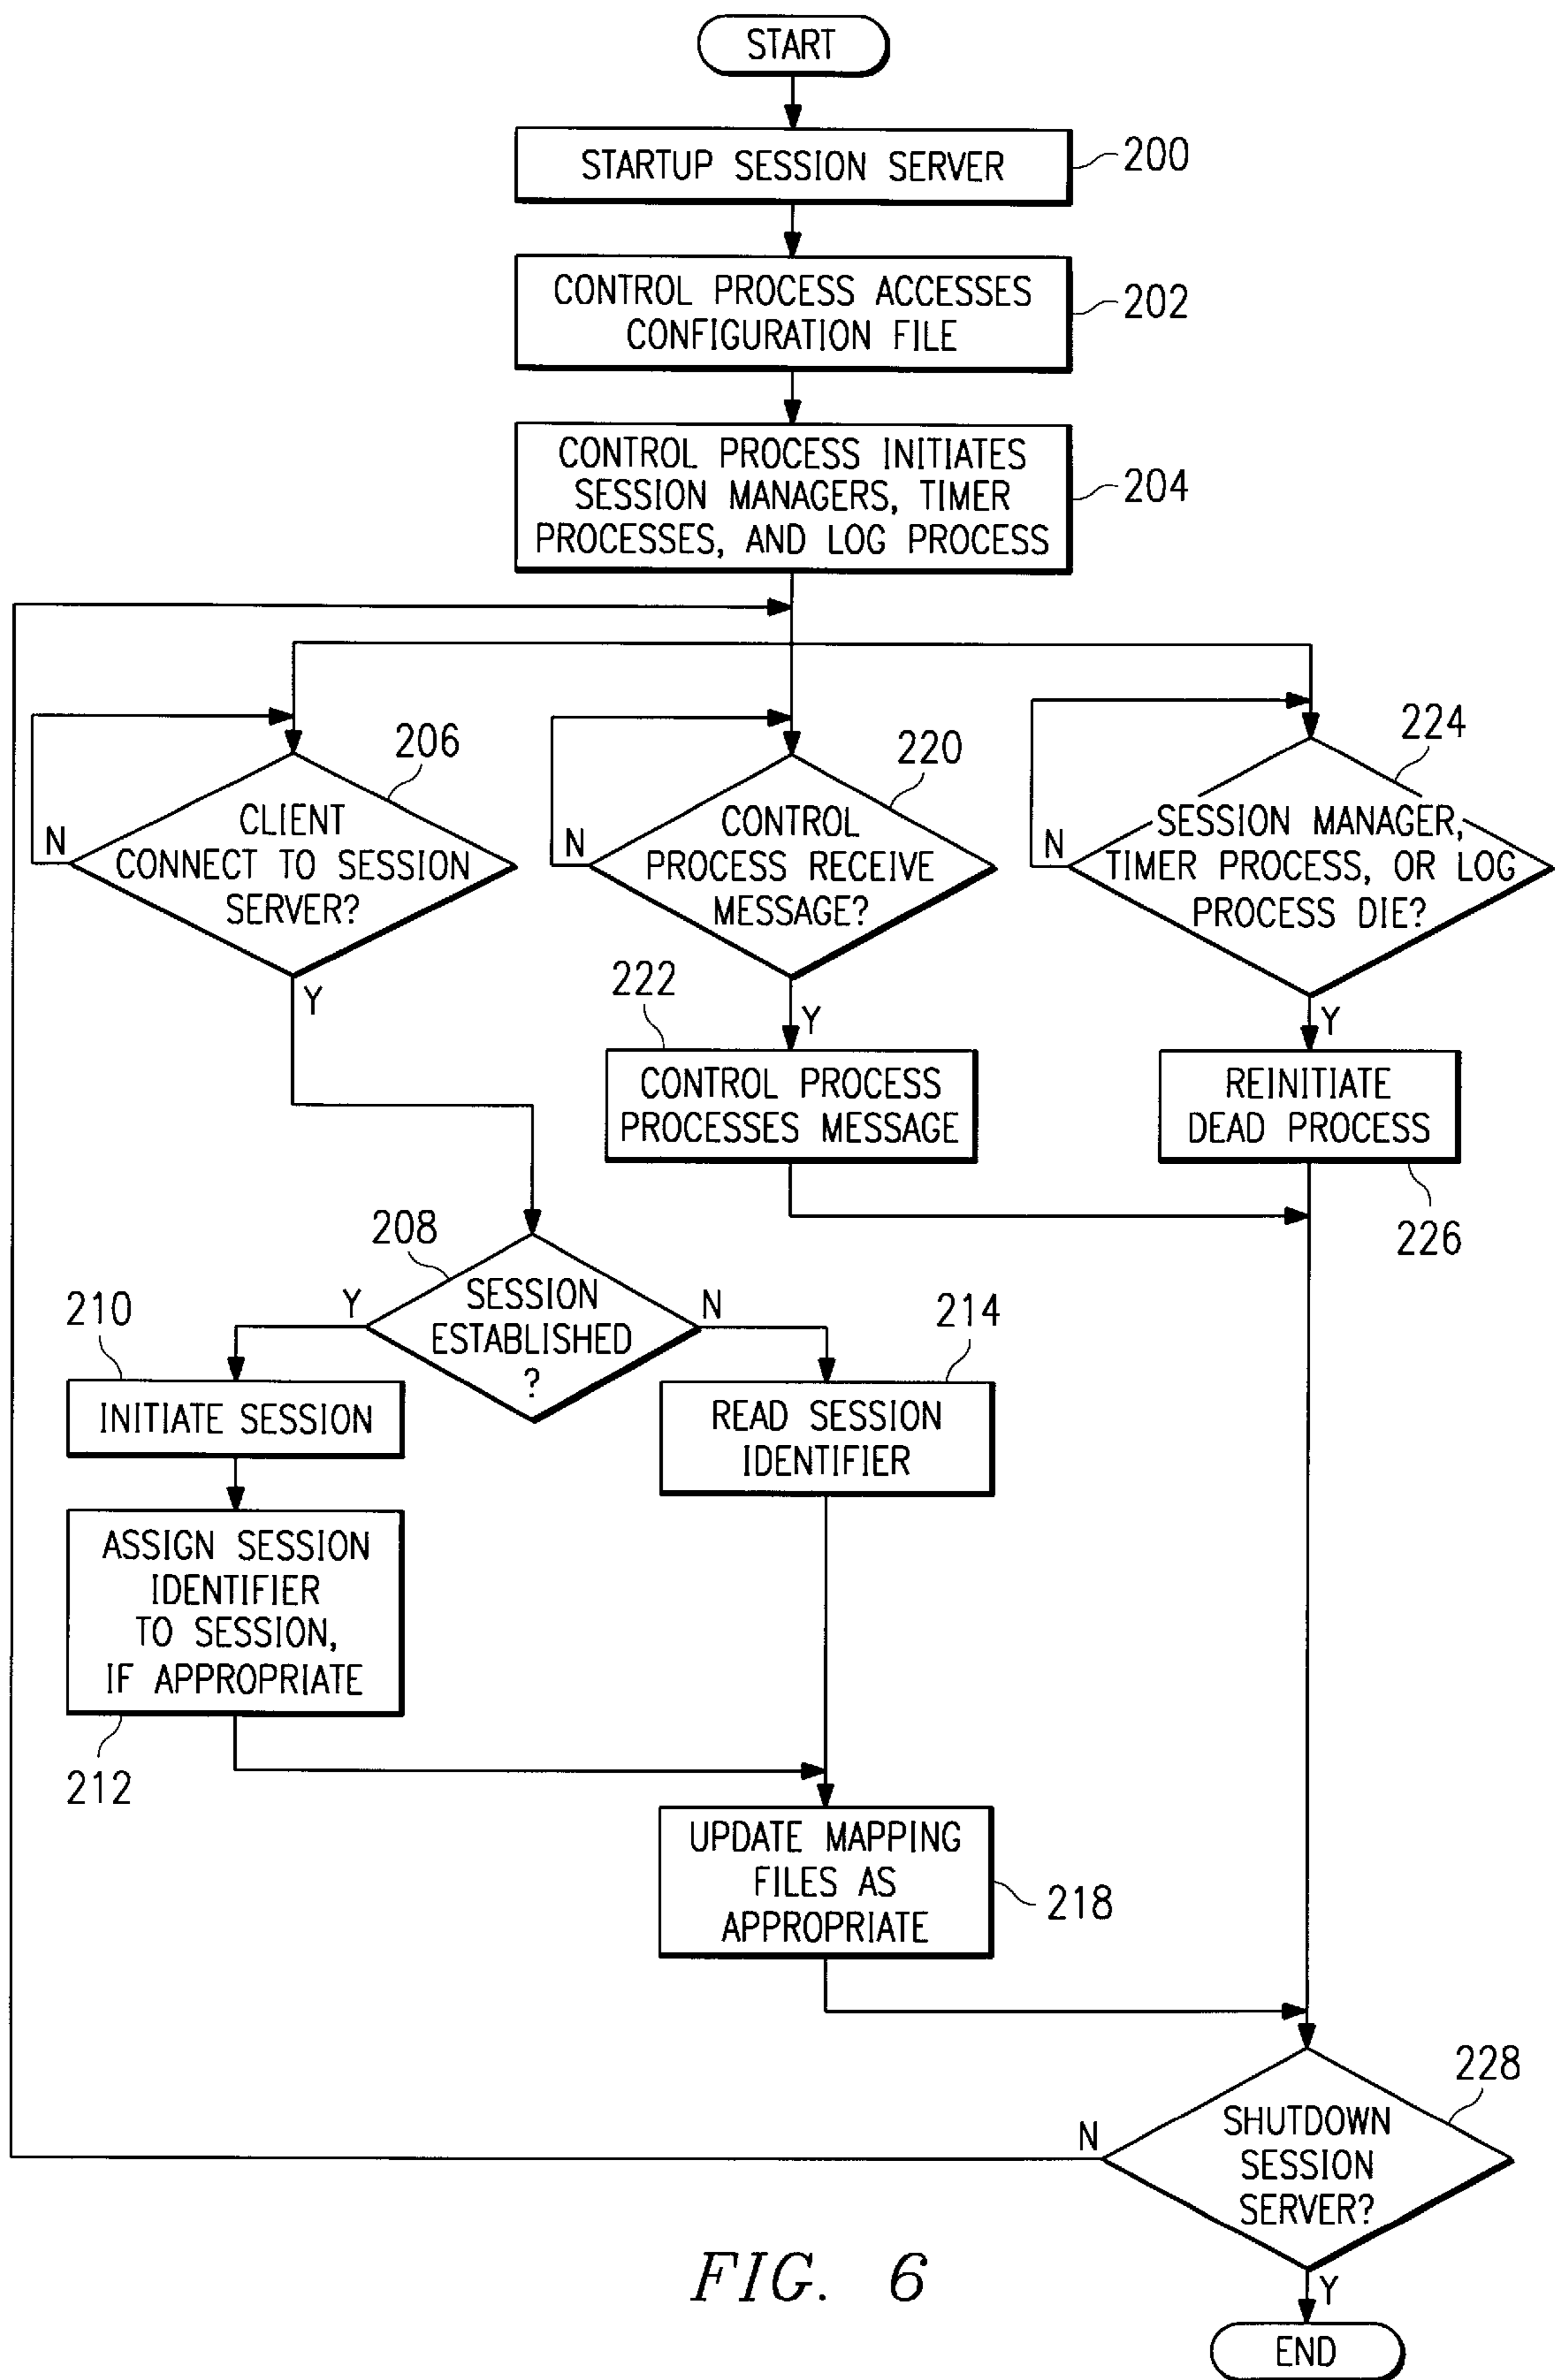 START
STARTUP SESSION SERVER
200
CONTROL PROCESS ACCESSES
CONFIGURATION FILE
202
CONTROL PROCESS INITIATES
SESSION MANAGERS, TIMER
PROCESSES, AND LOG PROCESS
204
206
CLIENT
CONNECT TO SESSION
SERVER?
N
Y
220
CONTROL
PROCESS RECEIVE
MESSAGE?
N
Y
224
SESSION MANAGER,
TIMER PROCESS, OR LOG
PROCESS DIE?
N
Y
222
CONTROL PROCESS
PROCESSES MESSAGE
REINITIATE
DEAD PROCESS
226
208
SESSION
ESTABLISHED
?
Y
N
210
INITIATE SESSION
214
READ SESSION
IDENTIFIER
ASSIGN SESSION
IDENTIFIER
TO SESSION,
IF APPROPRIATE
212
UPDATE MAPPING
FILES AS
APPROPRIATE
218
228
SHUTDOWN
SESSION
SERVER?
N
Y
END
FIG. 6